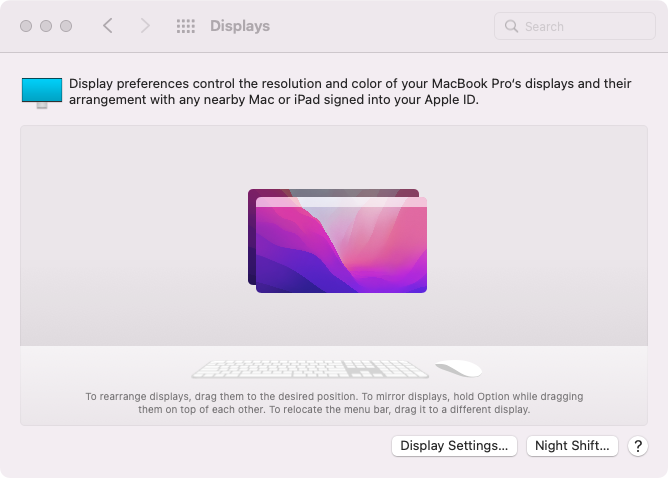 Displays
Search
Display preferences control the resolution and color of your MacBook Pro’s displays and their
arrangement with any nearby Mac or iPad signed into your Apple ID.
To rearrange displays, drag them to the desired position. To mirror displays, hold Option while dragging
them on top of each other. To relocate the menu bar, drag it to a different display.
Display Settings...
Night Shift...
?